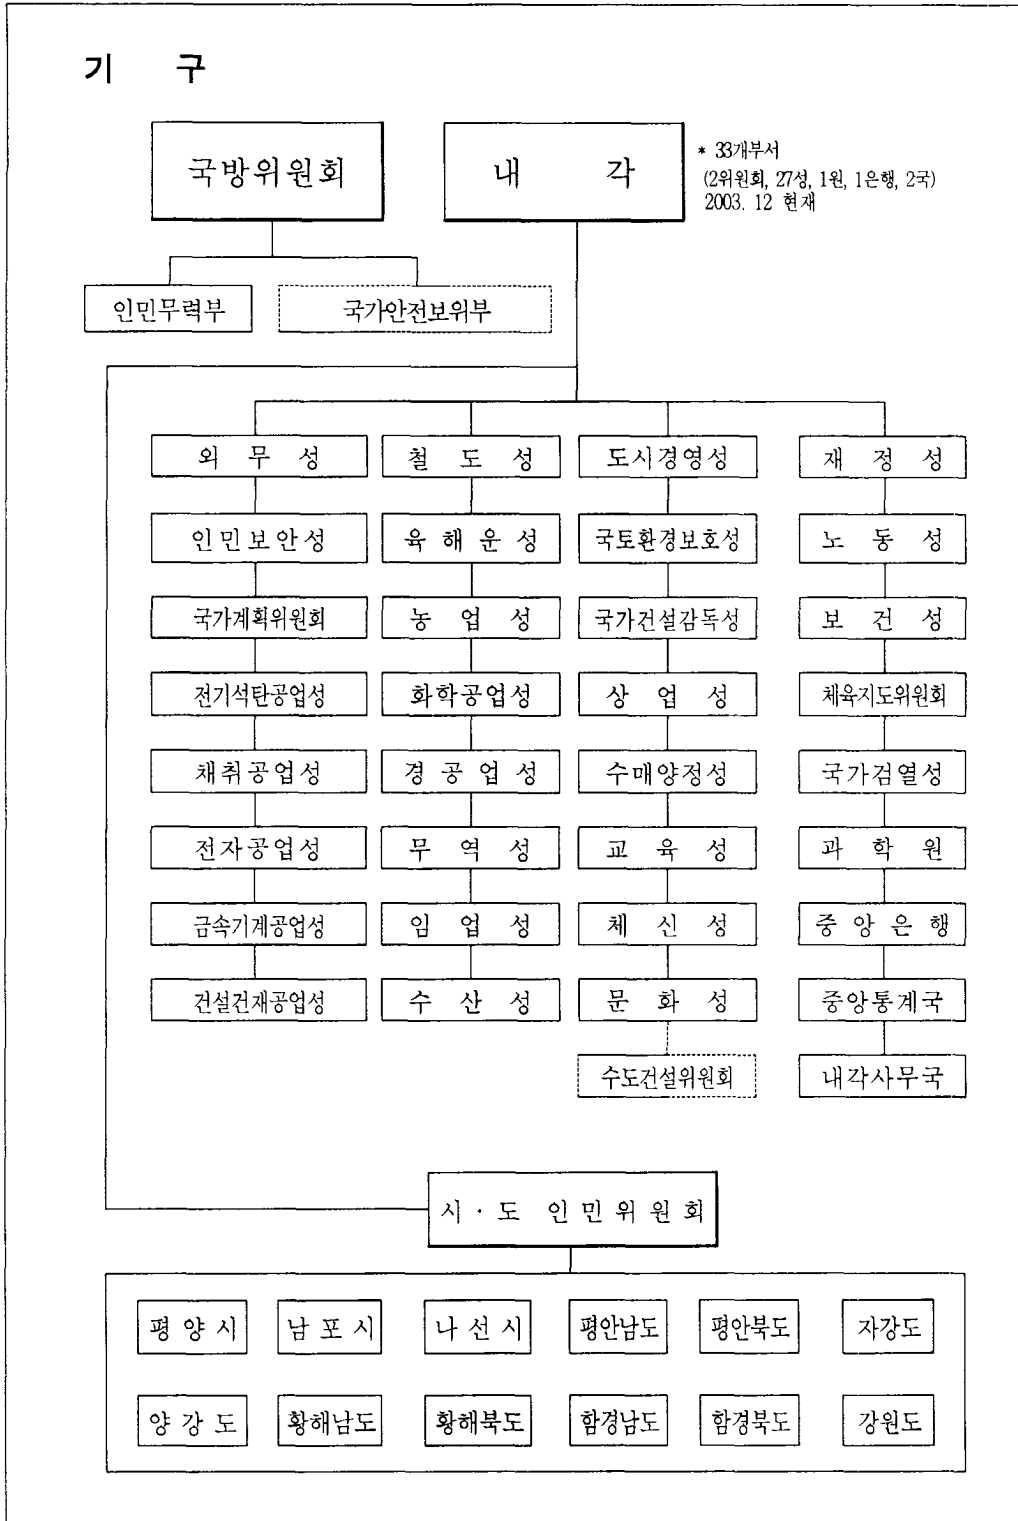 기 구
국방위원회 내 각 * 33개부서
(2위원회, 27성, 1원, 1은행, 2국)
2003. 12 현재
인민무력부 국가안전보위부
외 무 성 철 도 성 도시경영성 재 정 성
인민보안성 육 해 운 성 국토환경보호성 노 동 성
국가계획위원회 농 업 성 국가건설감독성 보 건 성
전기석탄공업성 화학공업성 상 업 성 체육지도위원회
채취공업성 경 공 업 성 수매양정성 국가검열성
전자공업성 무 역 성 교 육 성 과 학 원
금속기계공업성 임 업 성 체 신 성 중 앙 은 행
건설건재공업성 수 산 성 문 화 성 중앙통계국
수도건설위원회 내각사무국
시 · 도 인 민 위 원 회
평 양 시 남 포 시 나 선 시 평안남도 평안북도 자강도
양 강 도 황해남도 황해북도 함경남도 함경북도 강원도